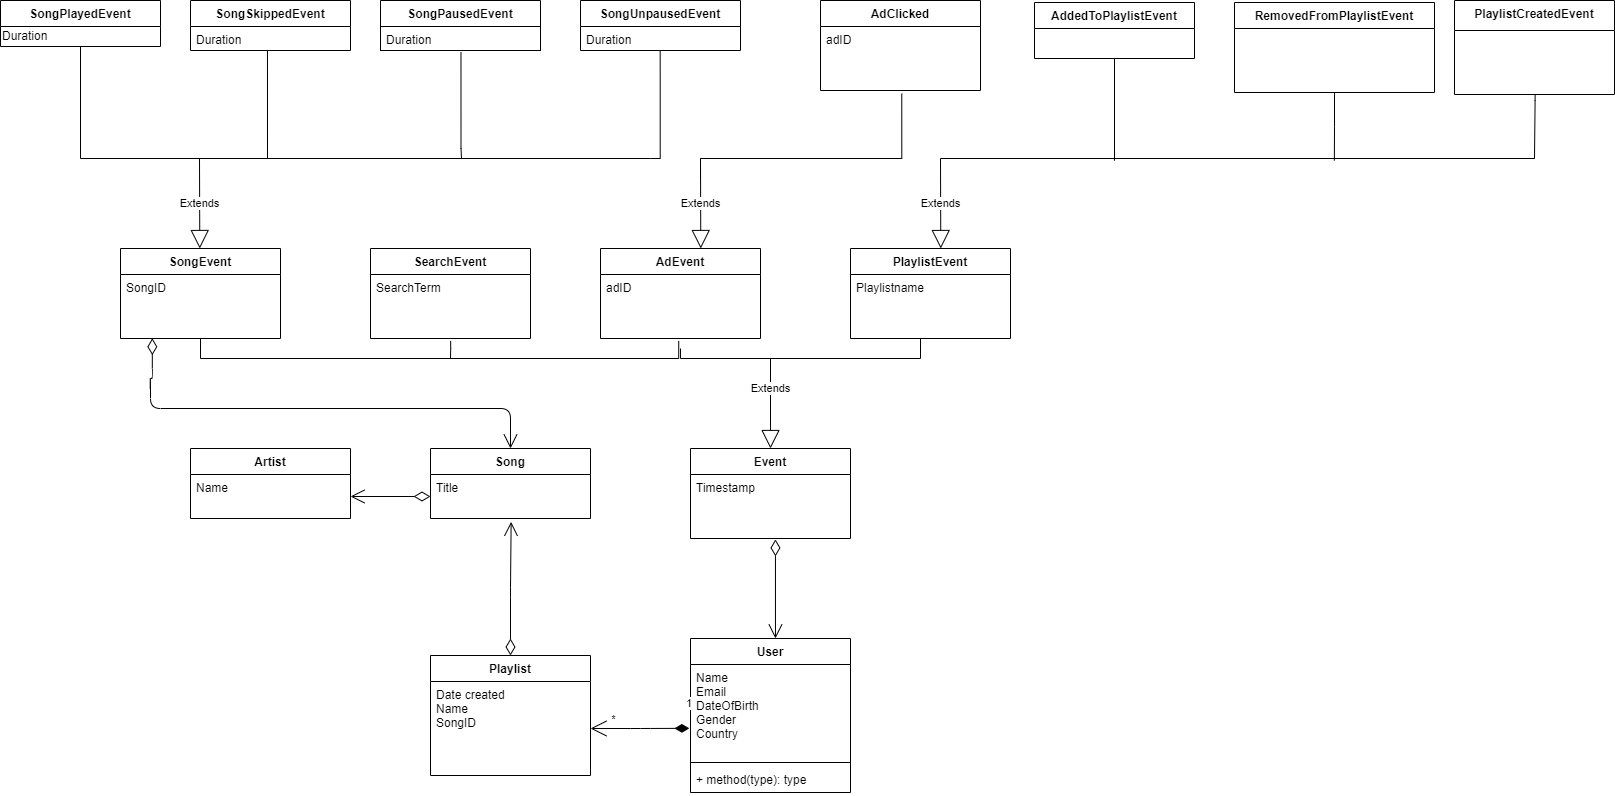 SongPlayedEvent
Duration
SongSkippedEvent
Duration
SongPausedEvent
Duration
SongUnpausedEvent
Duration
AdClicked
adID
AddedToPlaylistEvent
RemovedFromPlaylistEvent
PlaylistCreatedEvent
Extends
Extends
Extends
SongEvent
SongID
SearchEvent
SearchTerm
AdEvent
adID
PlaylistEvent
Playlistname
Extends
Artist
Name
Song
Title
Event
Timestamp
Playlist
Date created
Name
SongID
*
1
User
Name
Email
DateOfBirth
Gender
Country
+ method(type): type